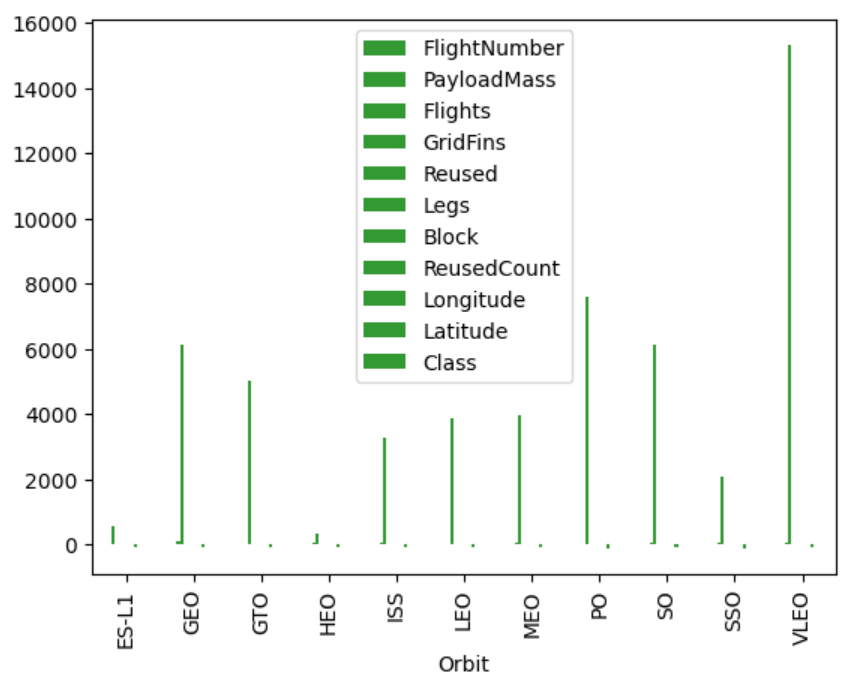 16000
14000
12000
10000
8000
6000
4000
2000
0
FlightNumber
PayloadMass
Flights
GridFins
Reused
Legs
Block
ReusedCount
Longitude
Latitude
Class
ES-L1
GEO
GTO
HEO
ISS
LEO
MEO
PO
SO
SSO
VLEO
Orbit